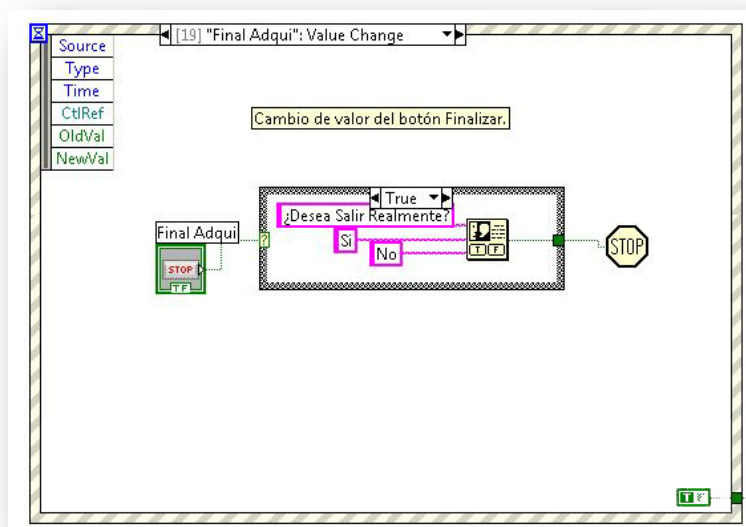 [19] "Final Adqui": Value Change
Source
Type
Time
CtlRef
OldVal
NewVal
Cambio de valor del botón Finalizar.
True
¿Desea Salir Realmente?
Final Adqui
Si
No
?
T F
STOP
STOP
TF
T F